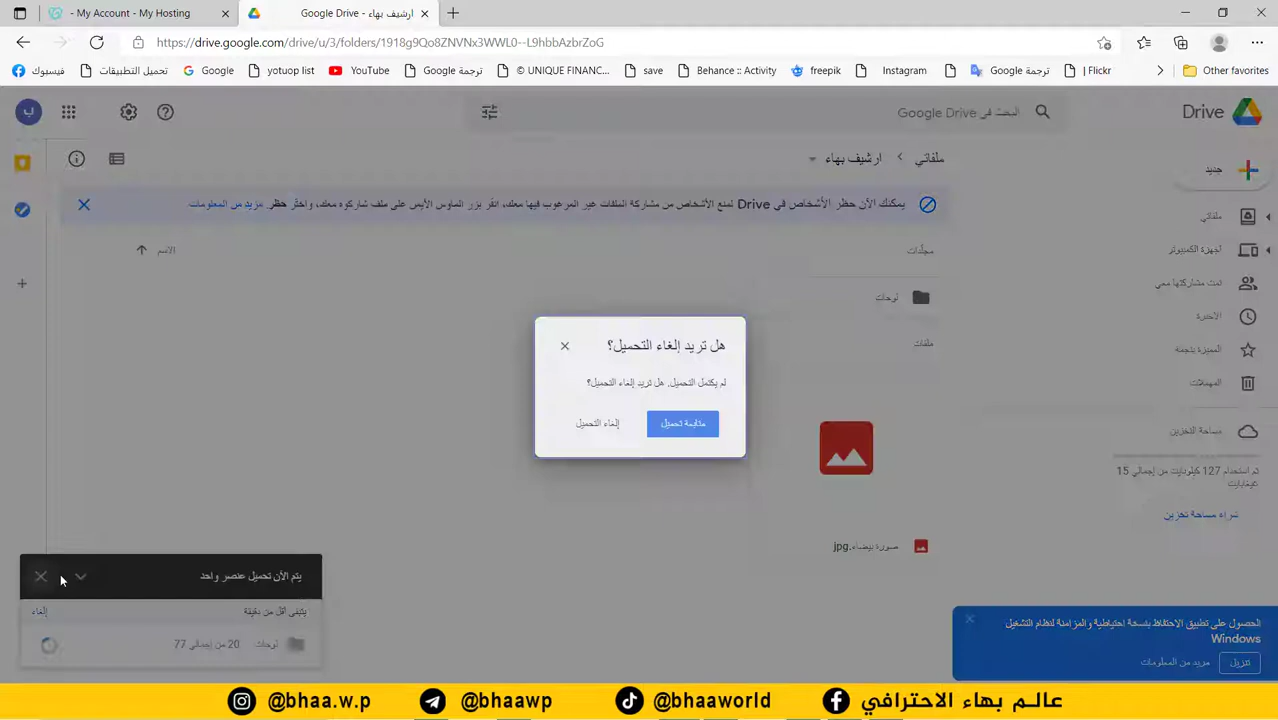 - My Account - My Hosting
ارشيف بهاء - Google Drive
https://drive.google.com/drive/u/3/folders/1918g9Qo8ZNVNx3WWL0--L9hbbAzbrZoG
فيسبوك
تحميل التطبيقات
Google
yotuop list
YouTube
ترجمة Google
© UNIQUE FINANC...
save
Behance :: Activity
freepik
Instagram
ترجمة Google
| Flickr
Other favorites
Drive
البحث في Google Drive
ملفاتي
ارشيف بهاء
جديد
يمكنك الآن حظر الأشخاص في Drive لمنع الأشخاص من مشاركة الملفات غير المرغوب فيها معك، انقر بزر الماوس الأيمن على ملف شاركوه معك، واختَر حظر مزيد من المعلومات
ملفاتي
أجهزة الكمبيوتر
تمت مشاركتها معي
الأخيرة
المميزة بنجمة
المهملات
مساحة التخزين
تم استخدام 127 كيلوبايت من إجمالي 15
غيغابايت
شراء مساحة تخزين
مجلّدات
الاسم
لوحات
ملفات
صورة بيضاء.jpg
هل تريد إلغاء التحميل؟
لم يكتمل التحميل. هل تريد إلغاء التحميل؟
متابعة تحميل
إلغاء التحميل
يتم الآن تحميل عنصر واحد
يتبقى أقل من دقيقة
إلغاء
لوحات
20 من إجمالي 77
الحصول على تطبيق الاحتفاظ بنسخة إحتياطية والمزامنة لنظام التشغيل
Windows
تنزيل
مزيد من المعلومات
@bhaa.w.p
@bhaawp
@bhaaworld
عالـم بهاء الاحترافي